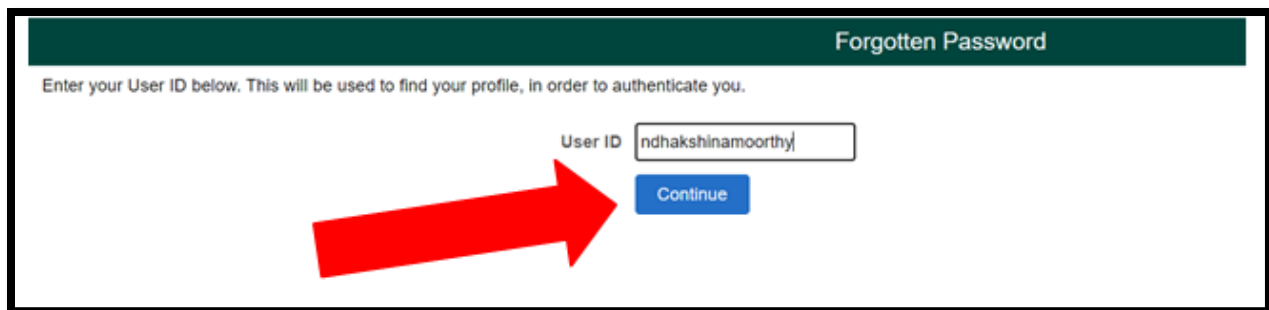 Forgotten Password
Enter your User ID below. This will be used to find your profile, in order to authenticate you.
User ID ndhakshinamoorthy
Continue